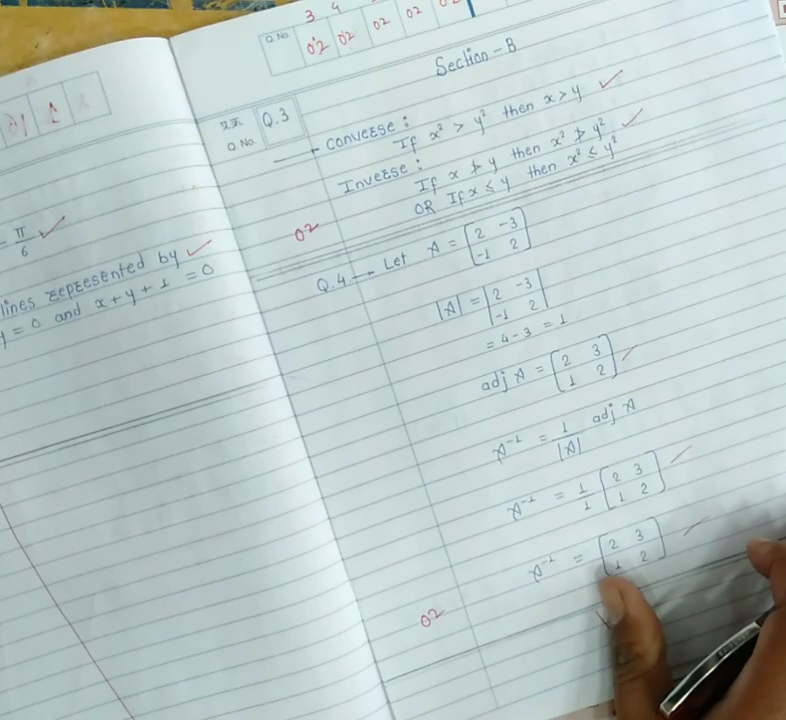 3 4
Q No.
02 02 02 02 02
Section-B
प्र.क्र.
Q No.
Q.3
Converse :
If x² > y² then x > y ✓
Inverse :
If x ≯ y then x² ≯ y² ✓
OR If x ≤ y then x² ≤ y²
02
- π/6 ✓
lines represented by ✓
y = 0 and x + y + 1 = 0
Q.4 → Let A = [2 -3
-1 2]
|A| = |2 -3
-1 2|
= 4 - 3 = 1
adj A = [2 3
1 2]
A⁻¹ = 1/|A| adj A
A⁻¹ = 1/1 [2 3
1 2]
A⁻¹ = [2 3
1 2]
02